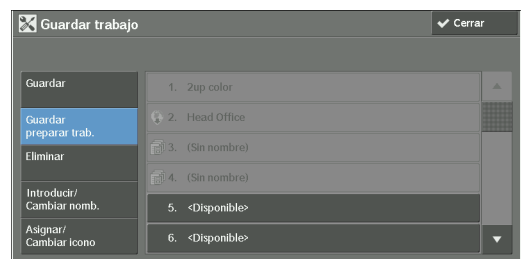 Guardar trabajo
Cerrar
Guardar
Guardar
preparar trab.
Eliminar
Introducir/
Cambiar nomb.
Asignar/
Cambiar icono
1. 2up color
2. Head Office
3. (Sin nombre)
4. (Sin nombre)
5. <Disponible>
6. <Disponible>